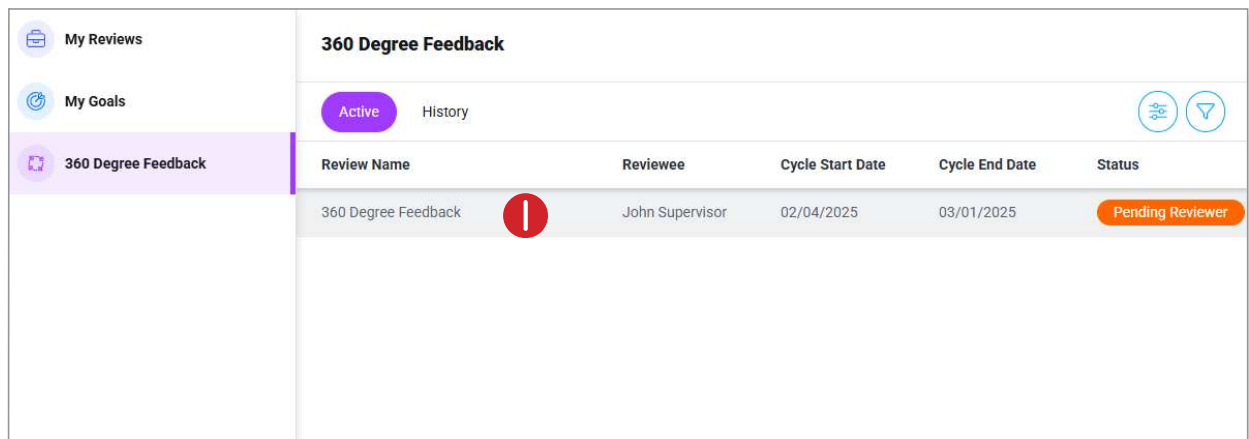 My Reviews
My Goals
360 Degree Feedback
360 Degree Feedback
Active History
Review Name Reviewee Cycle Start Date Cycle End Date Status
360 Degree Feedback John Supervisor 02/04/2025 03/01/2025 Pending Reviewer